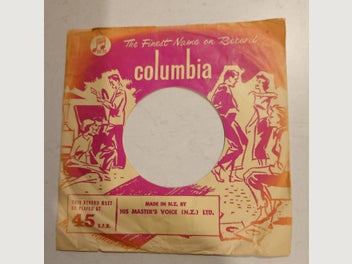 The Finest Name on Record
columbia
THIS RECORD MUST
BE PLAYED AT
45 R.P.M.
MADE IN N.Z. BY
HIS MASTER'S VOICE (N.Z.) LTD.